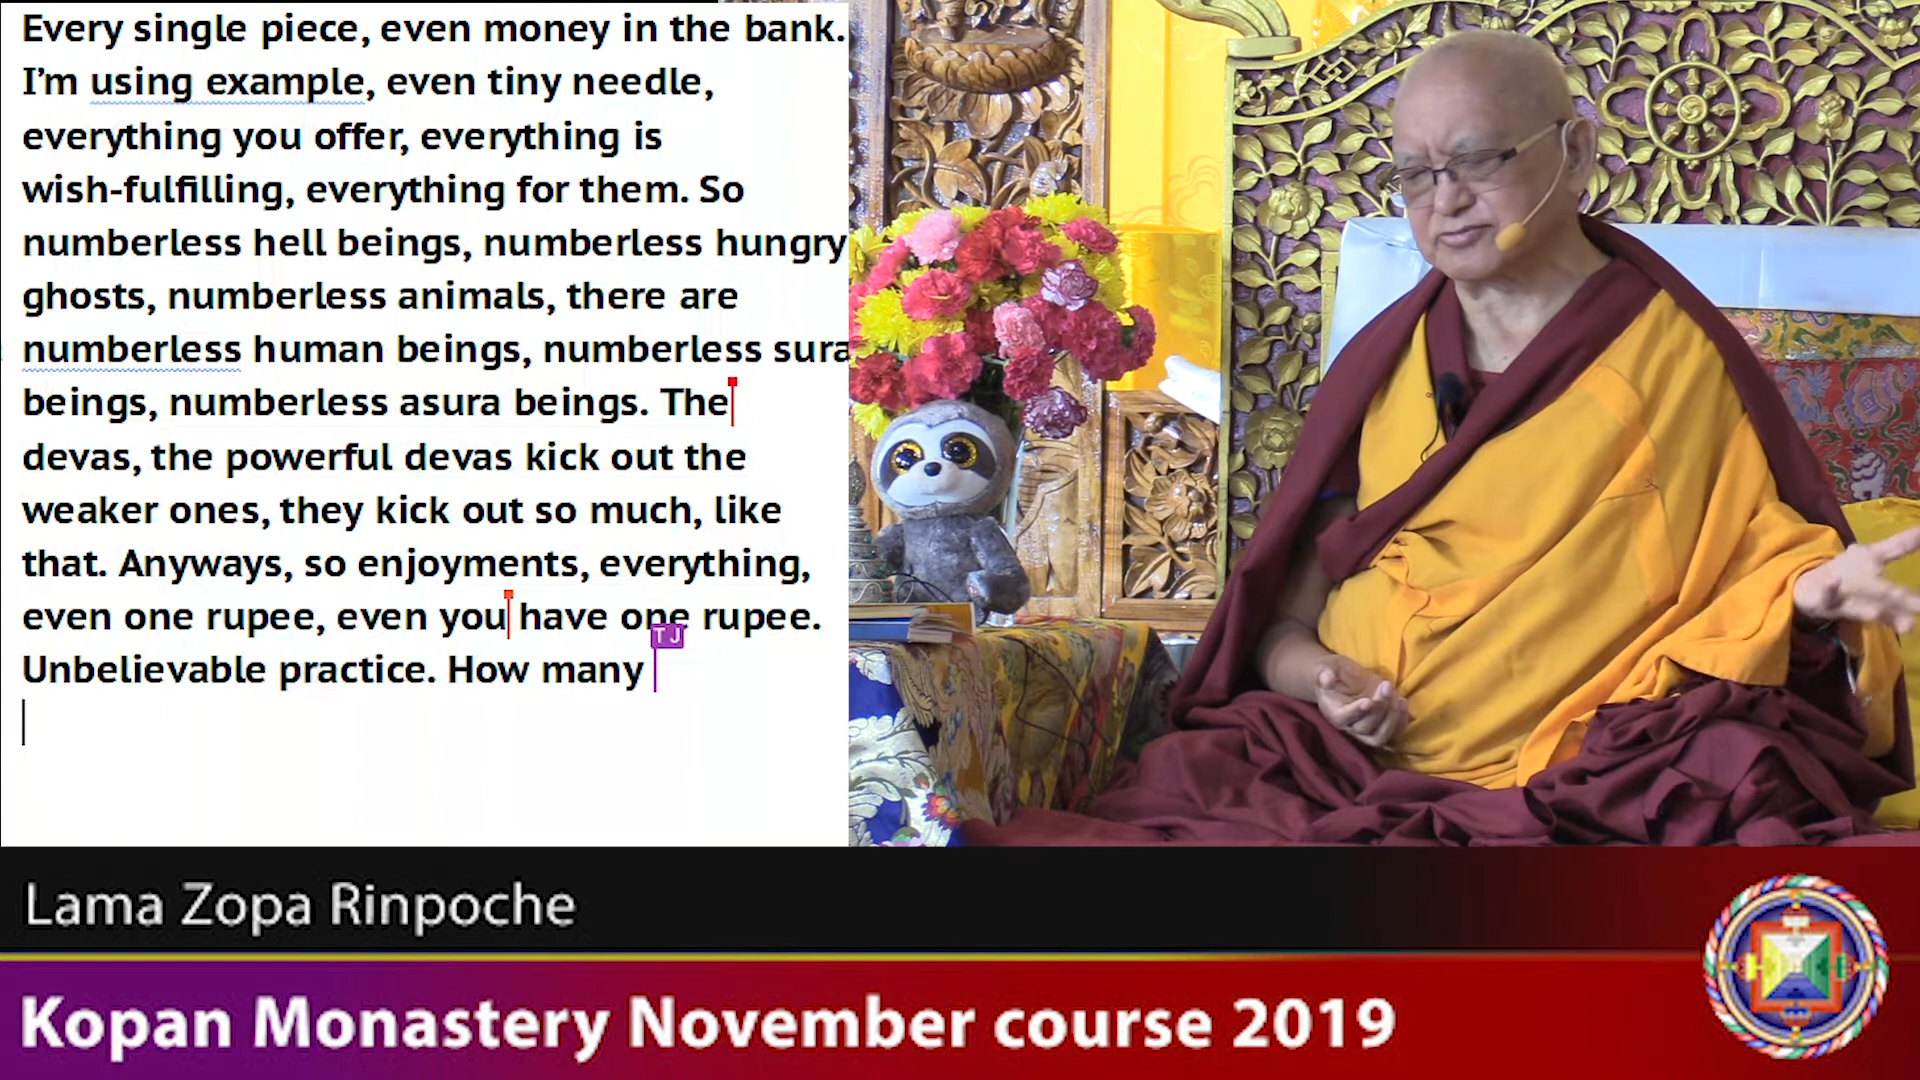 Every single piece, even money in the bank.
I'm using example, even tiny needle,
everything you offer, everything is
wish-fulfilling, everything for them. So
numberless hell beings, numberless hungry
ghosts, numberless animals, there are
numberless human beings, numberless sura
beings, numberless asura beings. The
devas, the powerful devas kick out the
weaker ones, they kick out so much, like
that. Anyways, so enjoyments, everything,
even one rupee, even you have one rupee.
TJ
Unbelievable practice. How many
Lama Zopa Rinpoche
Kopan Monastery November course 2019